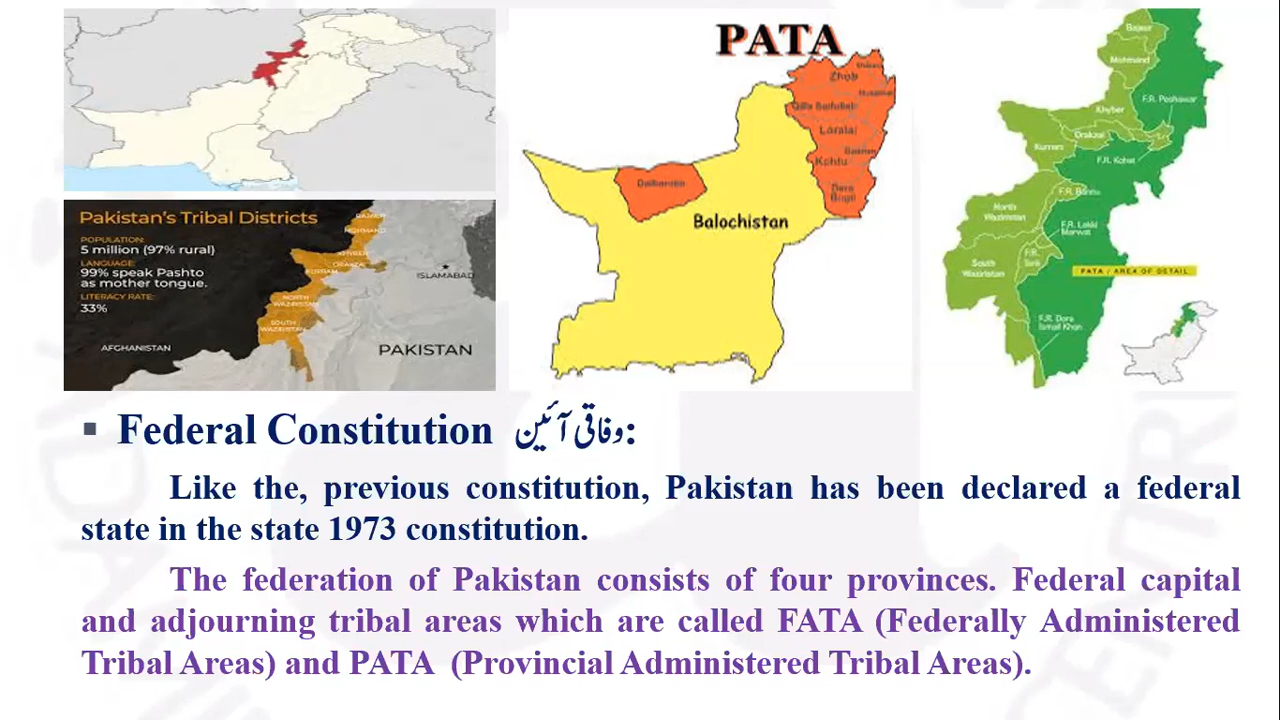 PATA
Zhob
Qilla Saifullah
Loralai
Kohlu
Dera
Bugti
Dalbandin
Balochistan
Bajaur
Mohmand
Khyber
F.R. Peshawar
Orakzai
Kurram
F.R. Kohat
F.R. Bannu
North
Waziristan
F.R. Lakki
Marwat
F.R.
Tank
South
Waziristan
F.R. Dera
Ismail Khan
Pakistan's Tribal Districts
POPULATION:
5 million (97% rural)
LANGUAGE:
99% speak Pashto
as mother tongue.
LITERACY RATE:
33%
MOHMAND
KHYBER
KURRAM
NORTH
WAZIRISTAN
SOUTH
WAZIRISTAN
ISLAMABAD
AFGHANISTAN
PAKISTAN
▪ Federal Constitution وفاقی آئین:
Like the, previous constitution, Pakistan has been declared a federal
state in the state 1973 constitution.
The federation of Pakistan consists of four provinces. Federal capital
and adjourning tribal areas which are called FATA (Federally Administered
Tribal Areas) and PATA (Provincial Administered Tribal Areas).